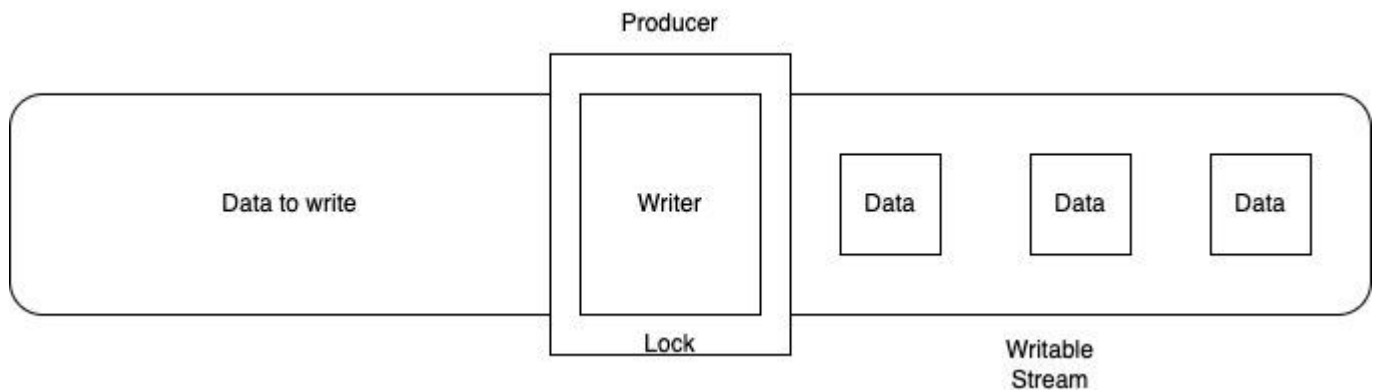 Producer
Data to write
Writer
Data
Data
Data
Lock
Writable
Stream